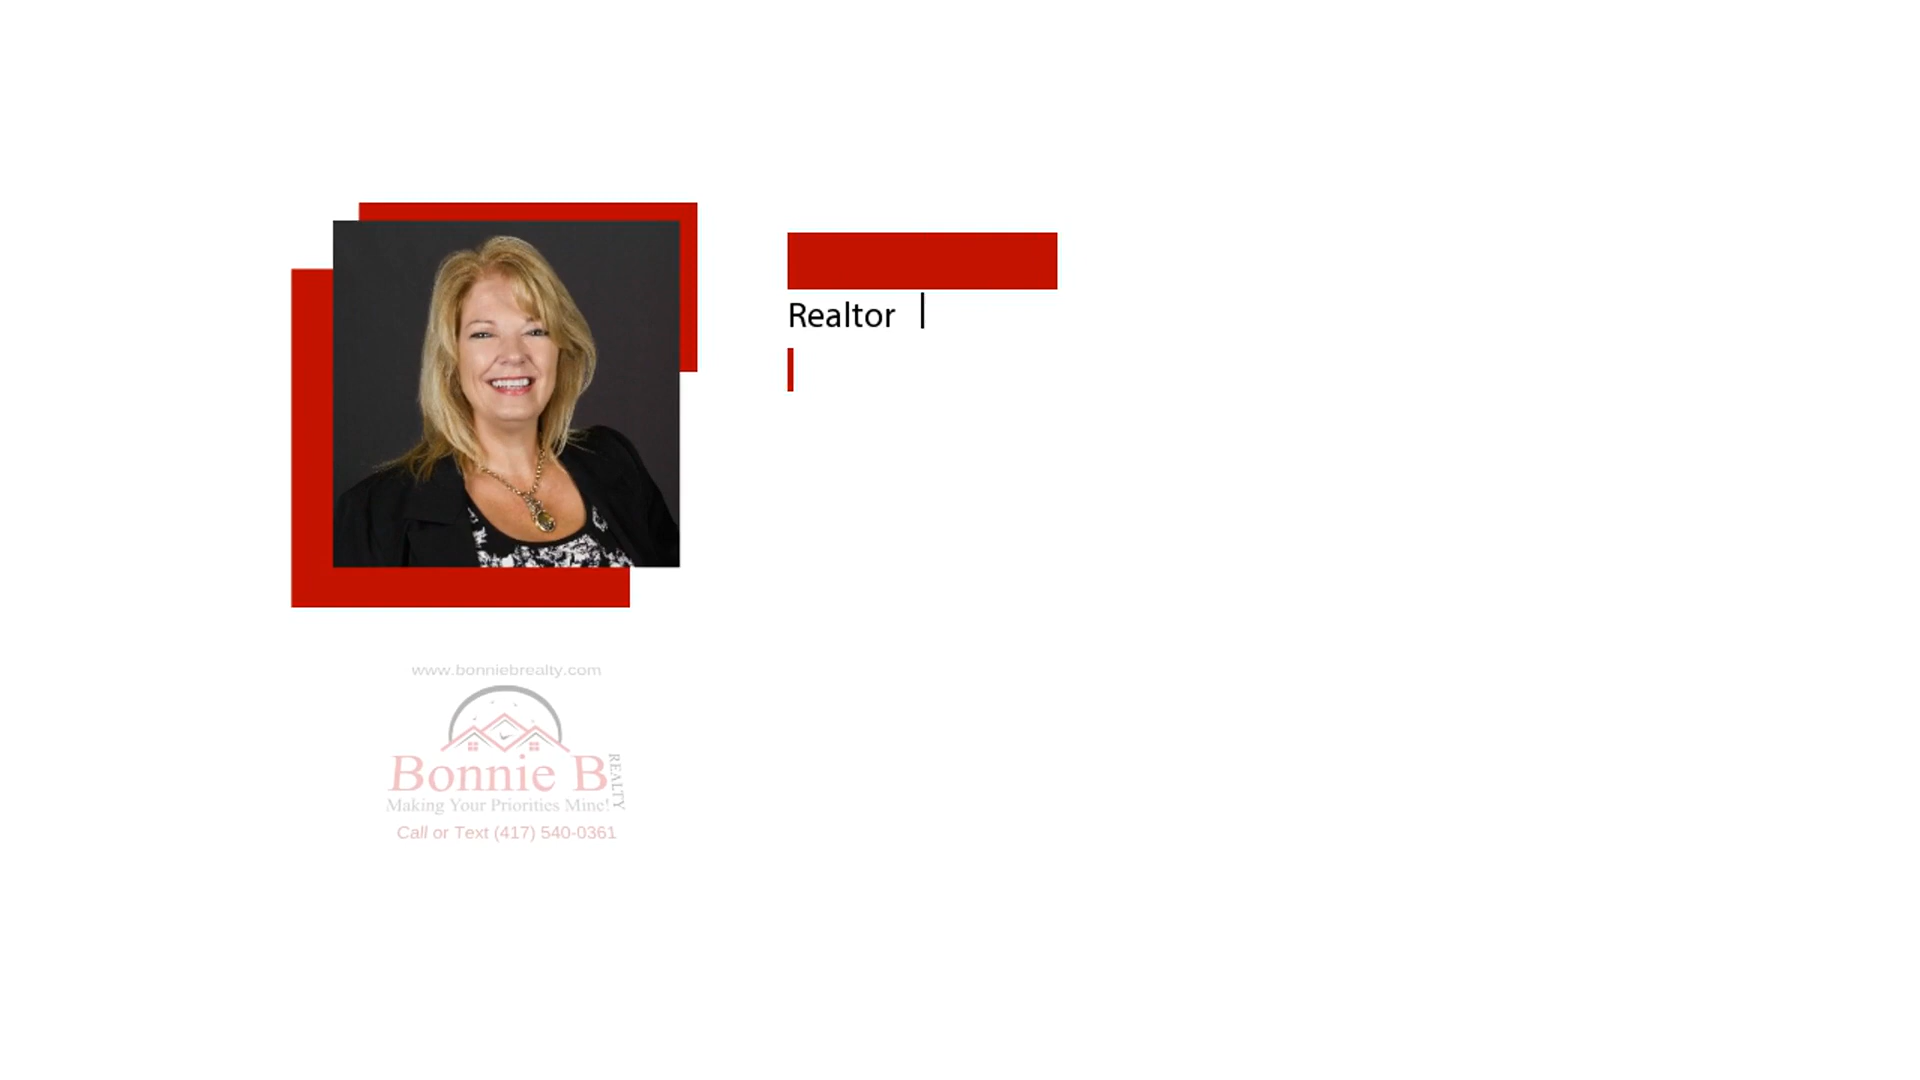 Realtor |
www.bonniebrealty.com
Bonnie B
REALTY
Making Your Priorities Mine!
Call or Text (417) 540-0361